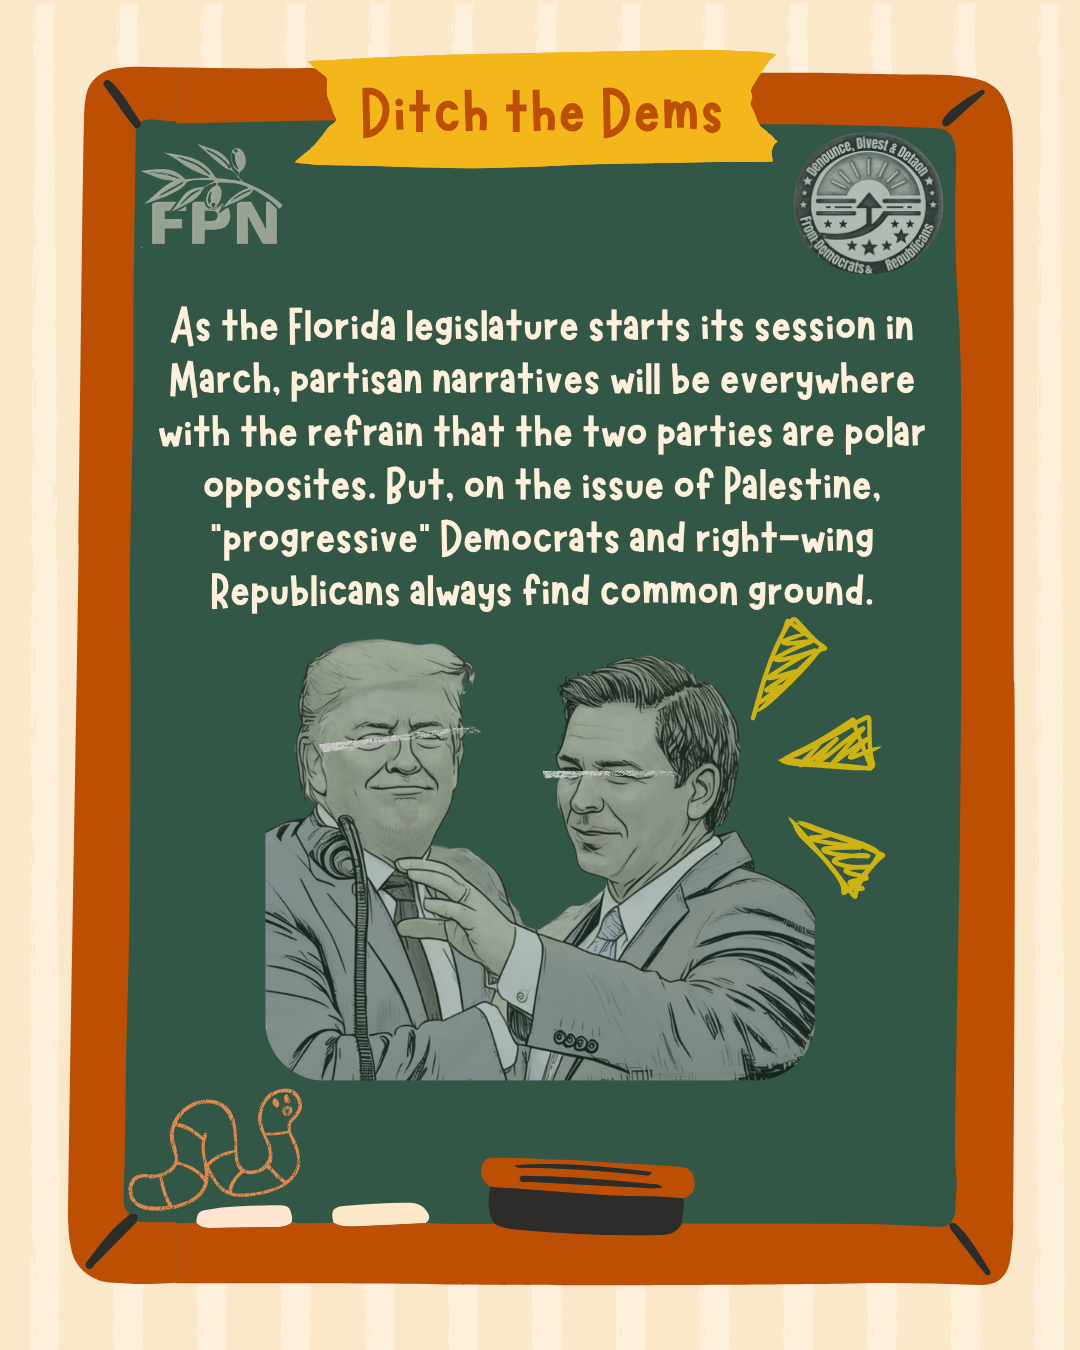 Ditch the Dems
FPN
Denounce, Divest & Detach
From Democrats & Republicans
As the Florida legislature starts its session in
March, partisan narratives will be everywhere
with the refrain that the two parties are polar
opposites. But, on the issue of Palestine,
"progressive" Democrats and right-wing
Republicans always find common ground.